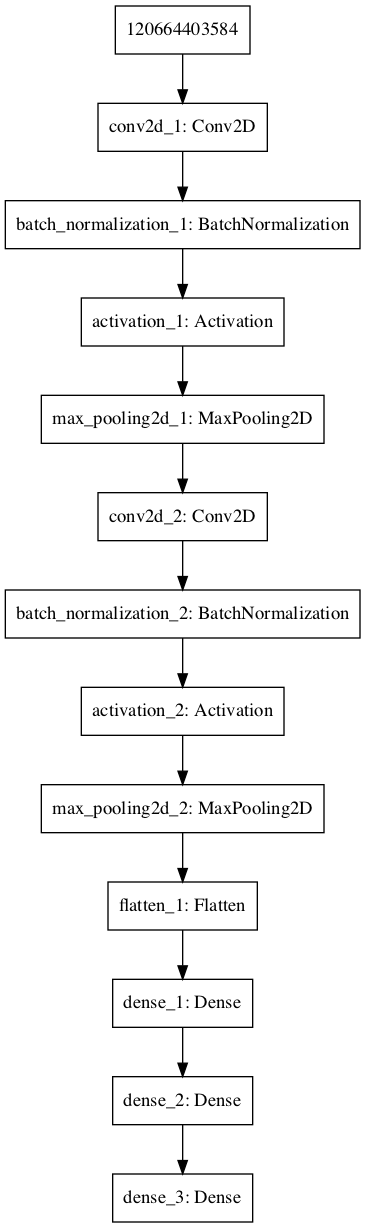 120664403584
conv2d_1: Conv2D
batch_normalization_1: BatchNormalization
activation_1: Activation
max_pooling2d_1: MaxPooling2D
conv2d_2: Conv2D
batch_normalization_2: BatchNormalization
activation_2: Activation
max_pooling2d_2: MaxPooling2D
flatten_1: Flatten
dense_1: Dense
dense_2: Dense
dense_3: Dense